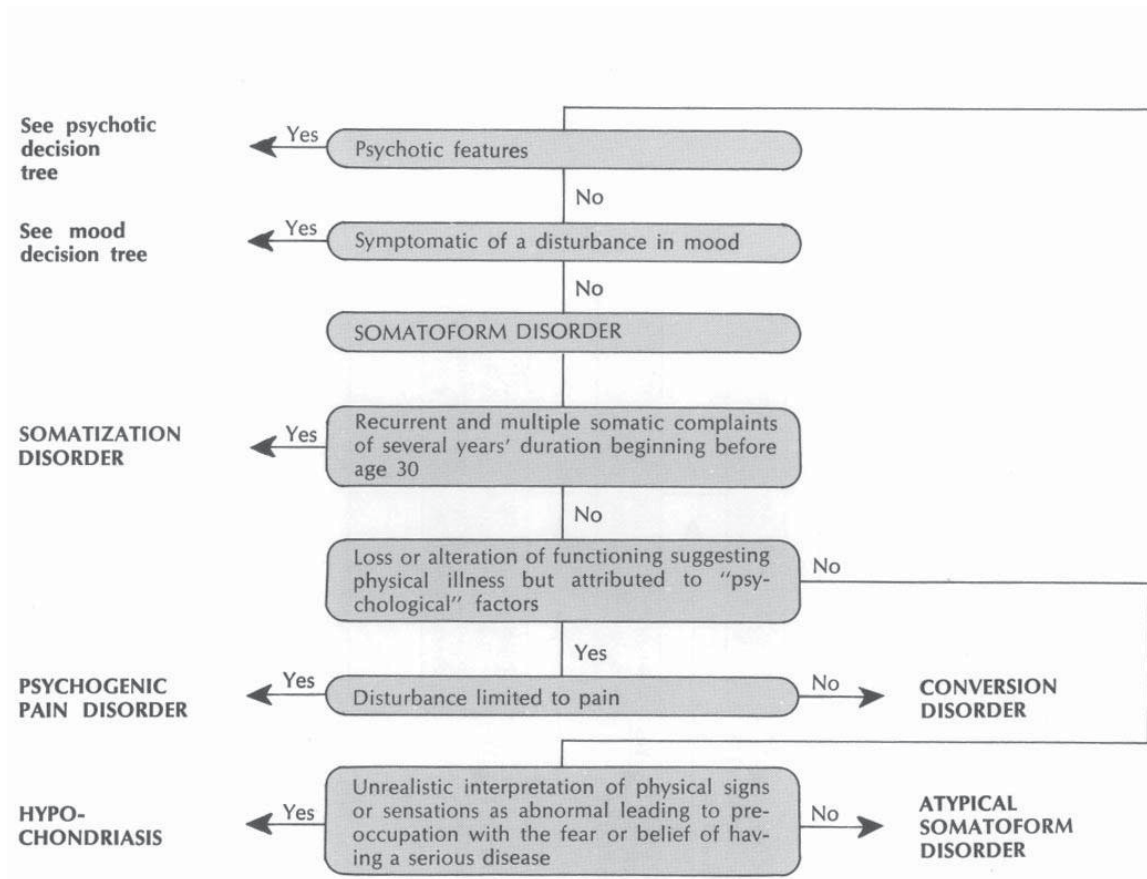 See psychotic
decision
tree
Yes
Psychotic features
No
See mood
decision tree
Yes
Symptomatic of a disturbance in mood
No
SOMATOFORM DISORDER
SOMATIZATION
DISORDER
Yes
Recurrent and multiple somatic complaints
of several years' duration beginning before
age 30
No
Loss or alteration of functioning suggesting
physical illness but attributed to "psy-
chological" factors
No
Yes
PSYCHOGENIC
PAIN DISORDER
Yes
Disturbance limited to pain
No
CONVERSION
DISORDER
HYPO-
CHONDRIASIS
Yes
Unrealistic interpretation of physical signs
or sensations as abnormal leading to pre-
occupation with the fear or belief of hav-
ing a serious disease
No
ATYPICAL
SOMATOFORM
DISORDER